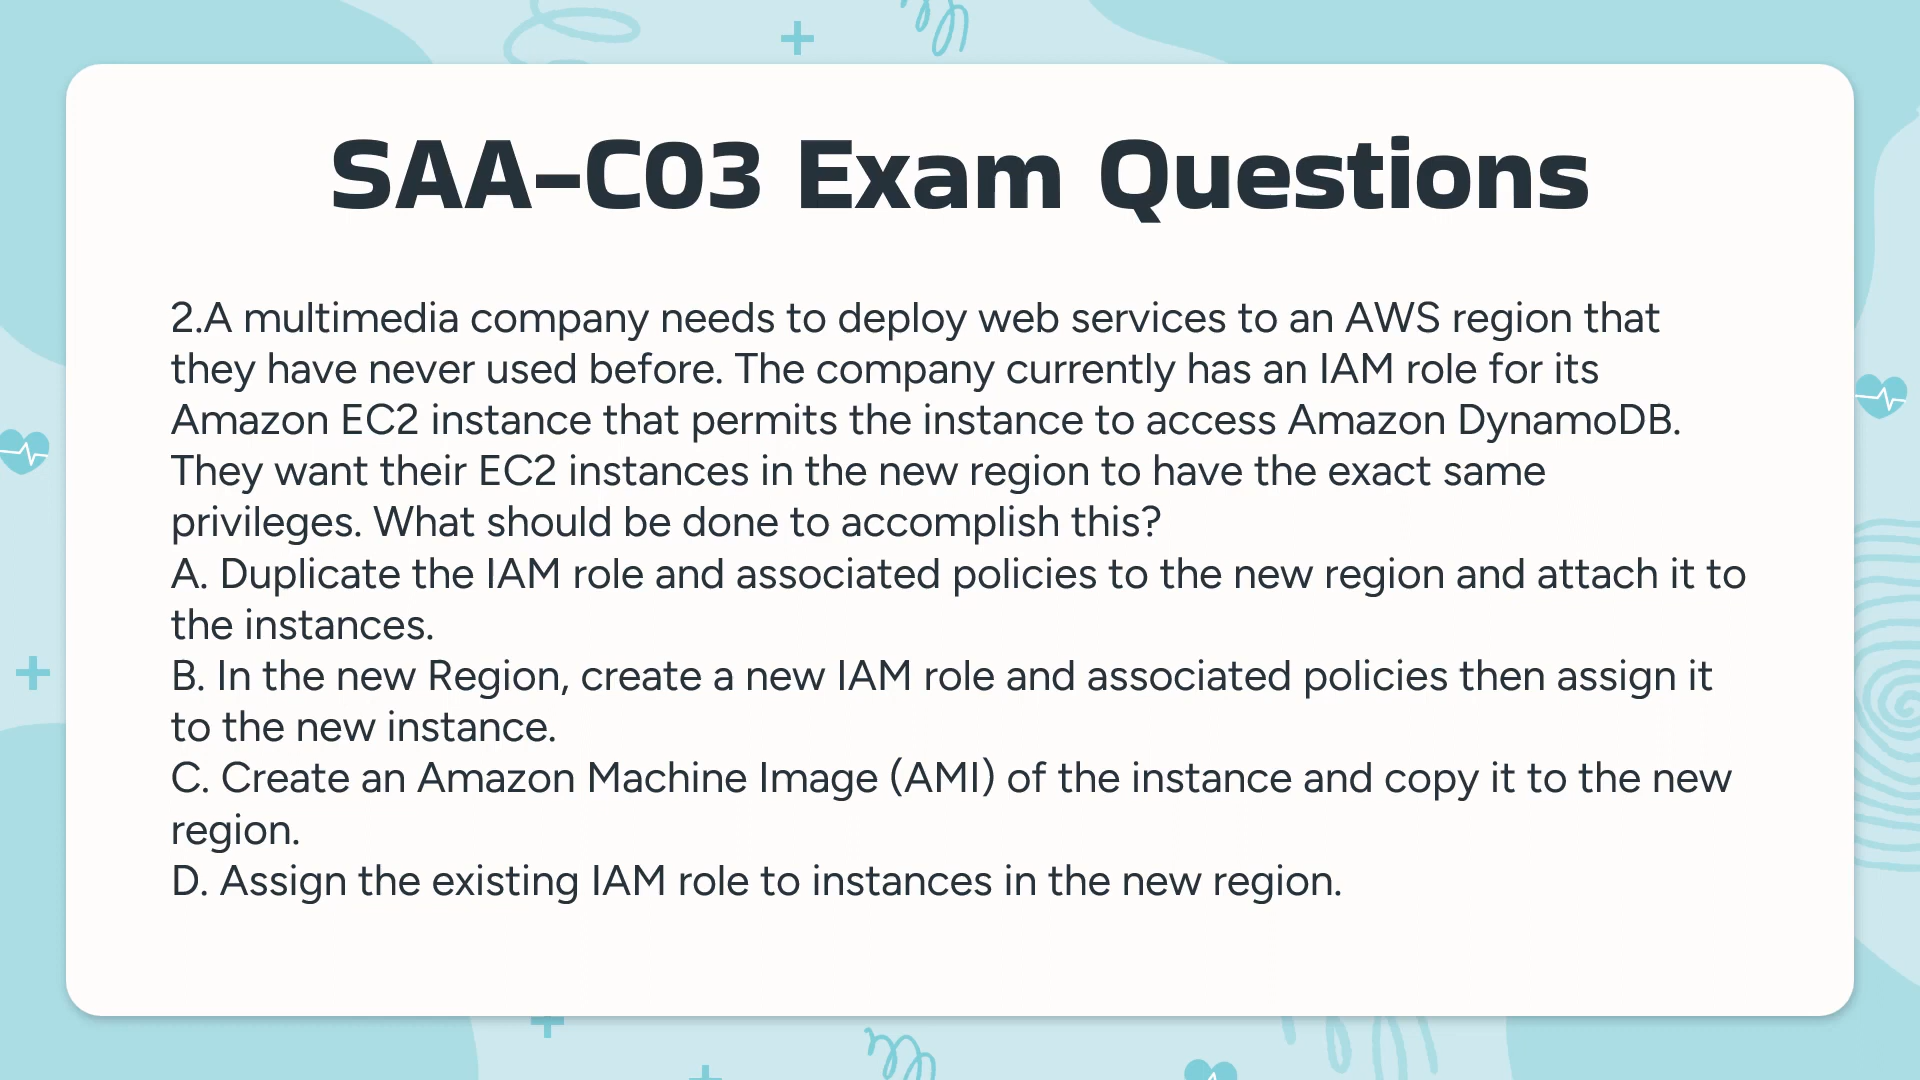 SAA-C03 Exam Questions
2.A multimedia company needs to deploy web services to an AWS region that
they have never used before. The company currently has an IAM role for its
Amazon EC2 instance that permits the instance to access Amazon DynamoDB.
They want their EC2 instances in the new region to have the exact same
privileges. What should be done to accomplish this?
A. Duplicate the IAM role and associated policies to the new region and attach it to
the instances.
B. In the new Region, create a new IAM role and associated policies then assign it
to the new instance.
C. Create an Amazon Machine Image (AMI) of the instance and copy it to the new
region.
D. Assign the existing IAM role to instances in the new region.